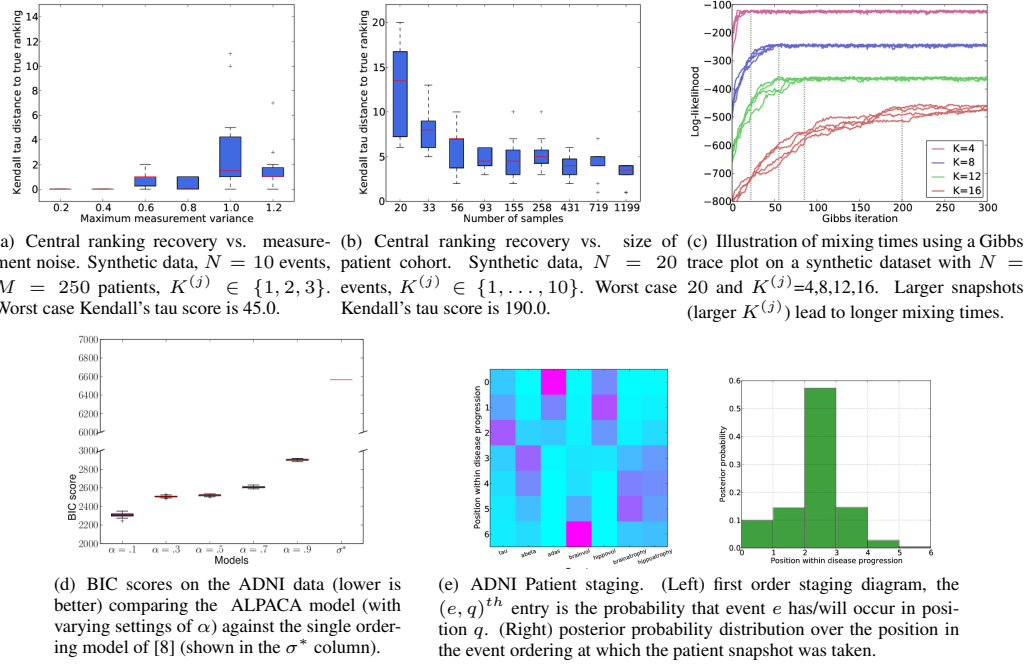 Kendall tau distance to true ranking
14
12
10
8
6
4
2
0
0.2 0.4 0.6 0.8 1.0 1.2
Maximum measurement variance
Kendall tau distance to true ranking
20
15
10
5
0
20 33 56 93 155 258 431 719 1199
Number of samples
Log-likelihood
−100
−200
−300
−400
−500
−600
−700
−800
K=4
K=8
K=12
K=16
0 50 100 150 200 250 300
Gibbs iteration
a) Central ranking recovery vs. measure-
ment noise. Synthetic data, N = 10 events,
M = 250 patients, K^(j) ∈ {1, 2, 3}.
Worst case Kendall's tau score is 45.0.
(b) Central ranking recovery vs. size of
patient cohort. Synthetic data, N = 20
events, K^(j) ∈ {1, . . . , 10}. Worst case
Kendall's tau score is 190.0.
(c) Illustration of mixing times using a Gibbs
trace plot on a synthetic dataset with N =
20 and K^(j)=4,8,12,16. Larger snapshots
(larger K^(j)) lead to longer mixing times.
BIC score
7000
6800
6600
6400
6200
6000
3000
2800
2600
2400
2200
2000
α = .1 α = .3 α = .5 α = .7 α = .9 σ*
Models
Position within disease progression
0
1
2
3
4
5
6
tau abeta adas brainvol hippovol brainatrophy hippoatrophy
Posterior probability
0.6
0.5
0.4
0.3
0.2
0.1
0.0
0 1 2 3 4 5 6
Position within disease progression
(d) BIC scores on the ADNI data (lower is
better) comparing the ALPACA model (with
varying settings of α) against the single order-
ing model of [8] (shown in the σ* column).
(e) ADNI Patient staging. (Left) first order staging diagram, the
(e, q)^th entry is the probability that event e has/will occur in posi-
tion q. (Right) posterior probability distribution over the position in
the event ordering at which the patient snapshot was taken.